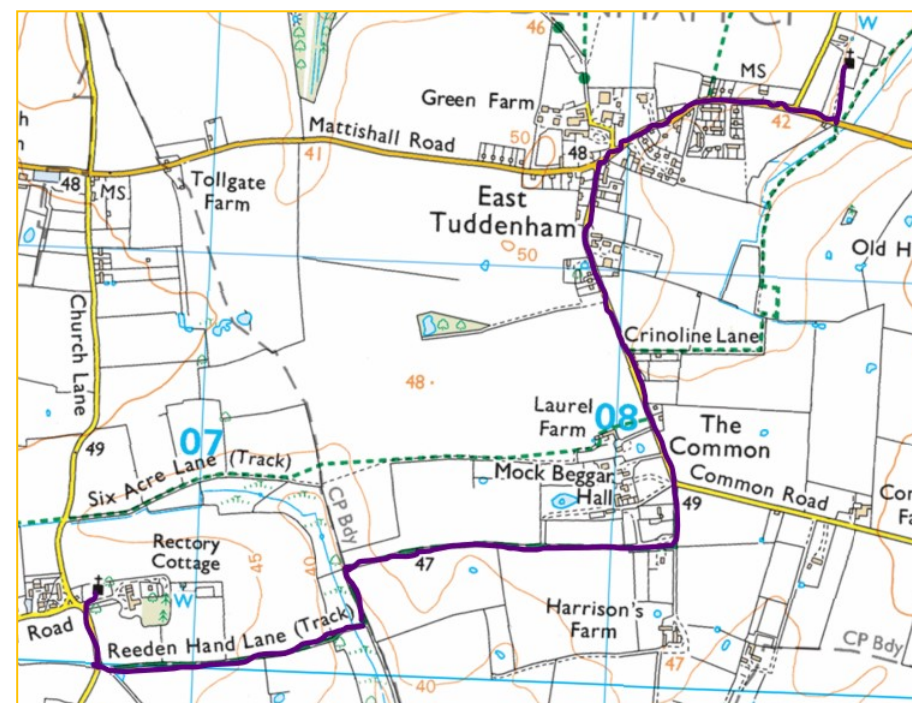 46
W
MS
Green Farm
42
Mattishall Road
50
48
41
48
MS
Tollgate
Farm
East
Tuddenham
50
Old H
Church Lane
Crinoline Lane
48
Laurel
Farm
08
The
Common
07
49
Six Acre Lane (Track)
Mock Beggar
Hall
Common Road
49
CP Bdy
Rectory
Cottage
45
40
47
W
Harrison's
Farm
Road
Reeden Hand Lane (Track)
CP Bdy
47
40